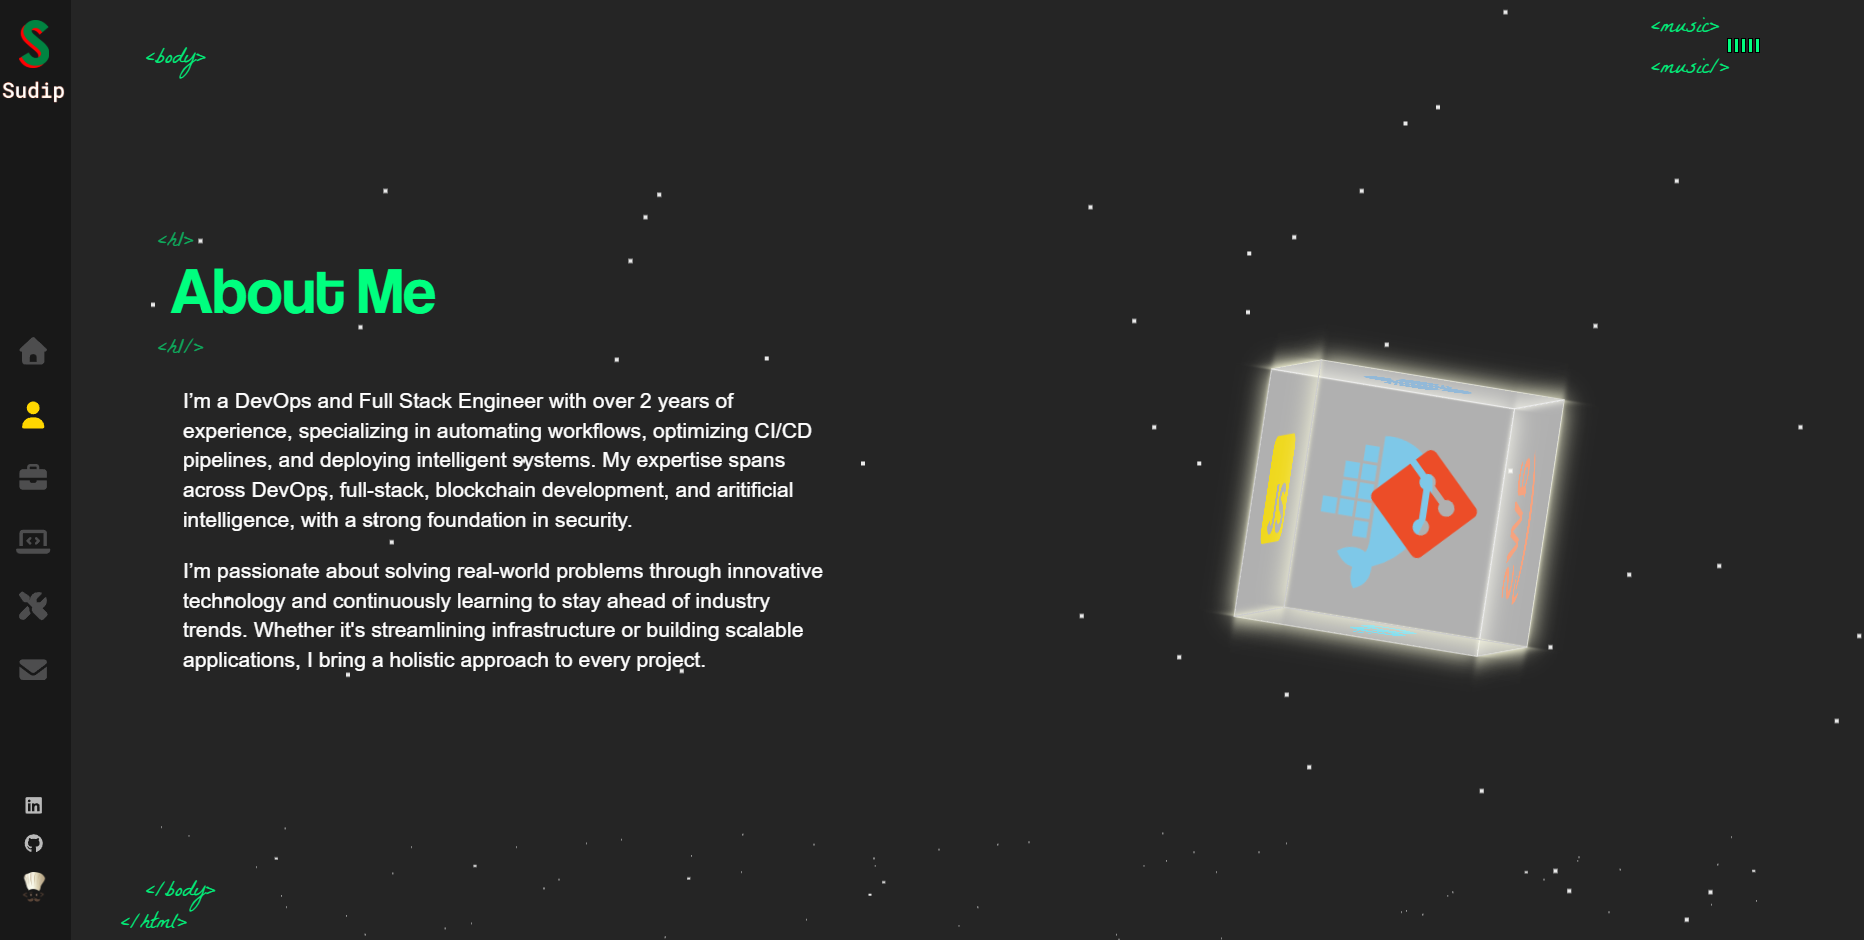 Sudip
<body>
<music>
<music/>
<h1>
About Me
<h1/>
I’m a DevOps and Full Stack Engineer with over 2 years of
experience, specializing in automating workflows, optimizing CI/CD
pipelines, and deploying intelligent systems. My expertise spans
across DevOps, full-stack, blockchain development, and aritificial
intelligence, with a strong foundation in security.
I’m passionate about solving real-world problems through innovative
technology and continuously learning to stay ahead of industry
trends. Whether it's streamlining infrastructure or building scalable
applications, I bring a holistic approach to every project.
JS
in
</body>
</html>